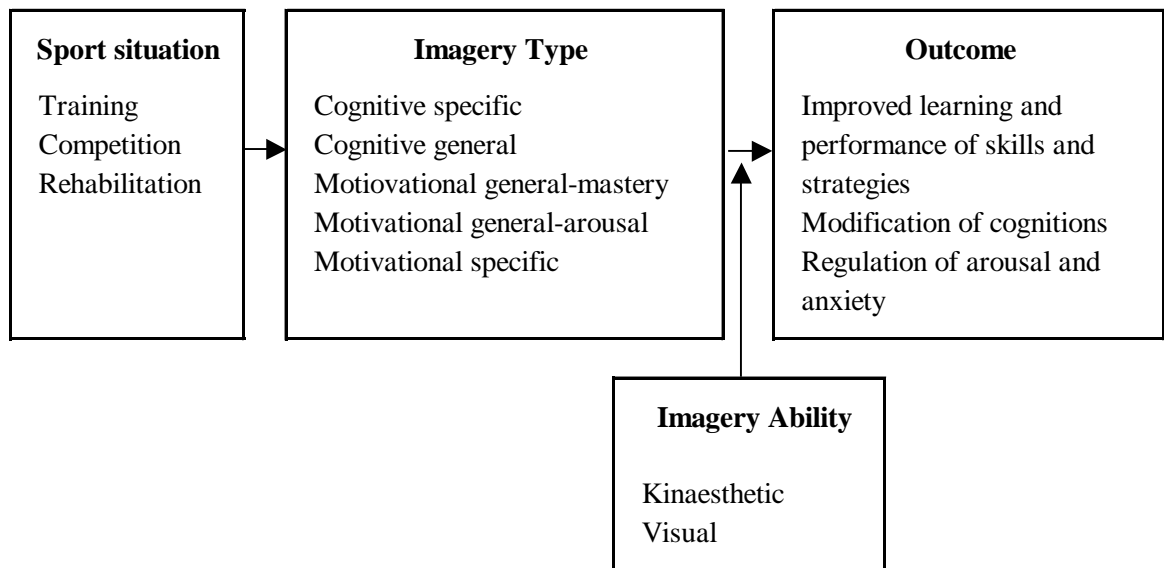 Sport situation
Training
Competition
Rehabilitation
Imagery Type
Cognitive specific
Cognitive general
Motiovational general-mastery
Motivational general-arousal
Motivational specific
Outcome
Improved learning and
performance of skills and
strategies
Modification of cognitions
Regulation of arousal and
anxiety
Imagery Ability
Kinaesthetic
Visual